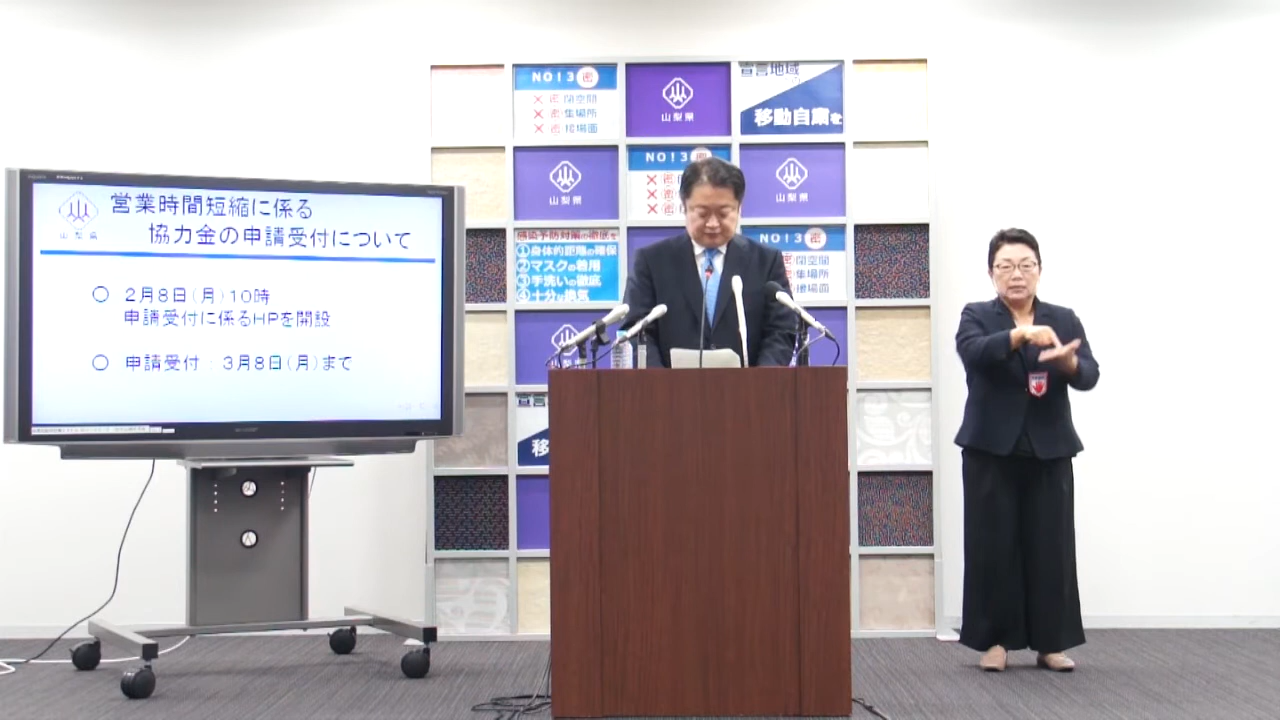 営業時間短縮に係る
協力金の申請受付について
山梨県
○ 2月8日(月)10時
申請受付に係るHPを開設
○ 申請受付：3月8日(月)まで
NO!3密
×密閉空間
×密集場所
×密接場面
山梨県
宣言地域
移動自粛を
山梨県
NO!3密
山梨県
感染予防対策の徹底を
①身体的距離の確保
②マスクの着用
③手洗いの徹底
④十分な換気
NO!3密
密閉空間
密集場所
密接場面
移